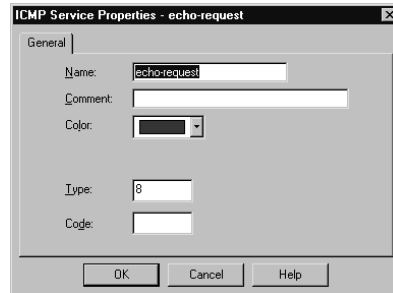 ICMP Service Properties - echo-request
General
Name: echo-request
Comment:
Color:
Type: 8
Code:
OK Cancel Help